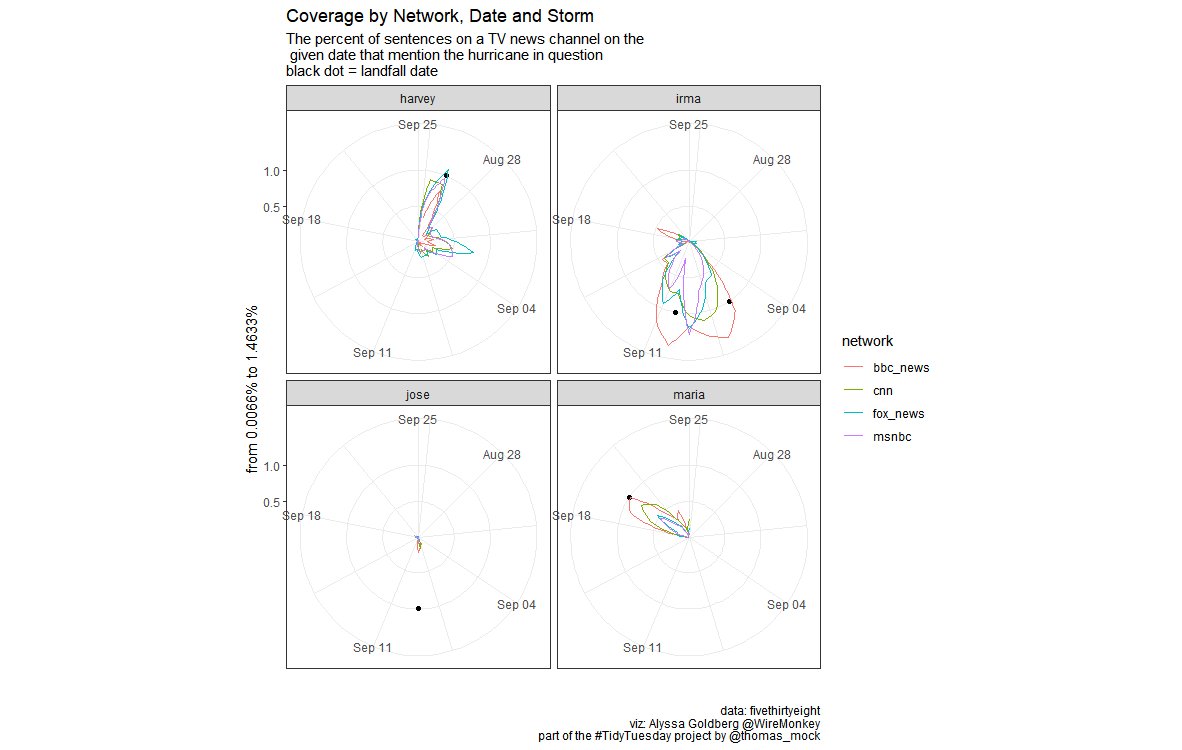 Coverage by Network, Date and Storm
The percent of sentences on a TV news channel on the
given date that mention the hurricane in question
black dot = landfall date
harvey
irma
Sep 25
Aug 28
Sep 18
Sep 04
Sep 11
Sep 25
Aug 28
Sep 18
Sep 04
Sep 11
1.0
0.5
from 0.0066% to 1.4633%
jose
maria
Sep 25
Aug 28
Sep 18
Sep 04
Sep 11
Sep 25
Aug 28
Sep 18
Sep 04
Sep 11
1.0
0.5
network
bbc_news
cnn
fox_news
msnbc
data: fivethirtyeight
viz: Alyssa Goldberg @WireMonkey
part of the #TidyTuesday project by @thomas_mock